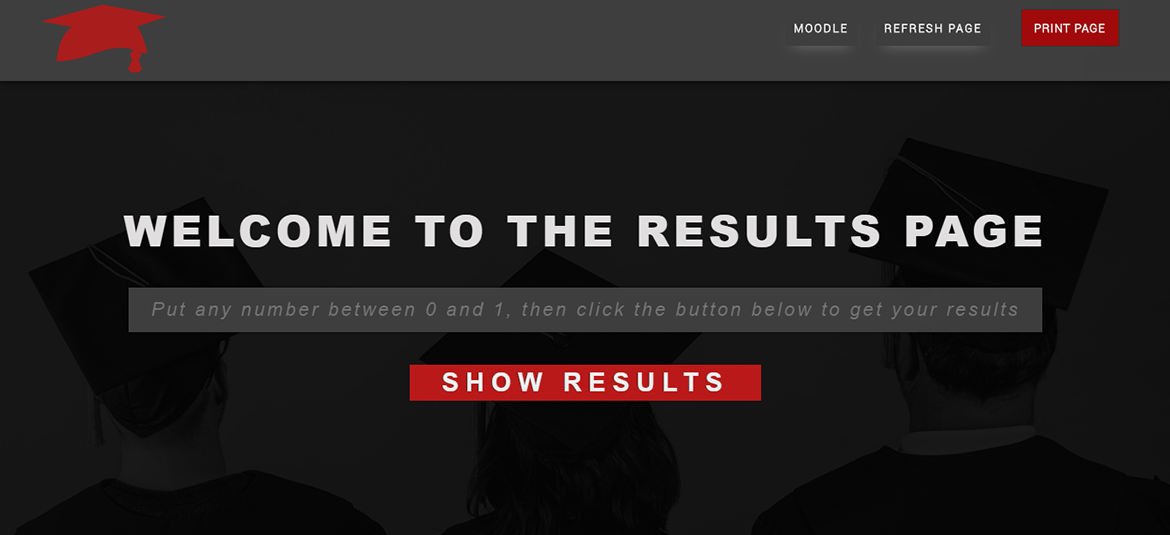 MOODLE
REFRESH PAGE
PRINT PAGE
WELCOME TO THE RESULTS PAGE
Put any number between 0 and 1, then click the button below to get your results
SHOW RESULTS